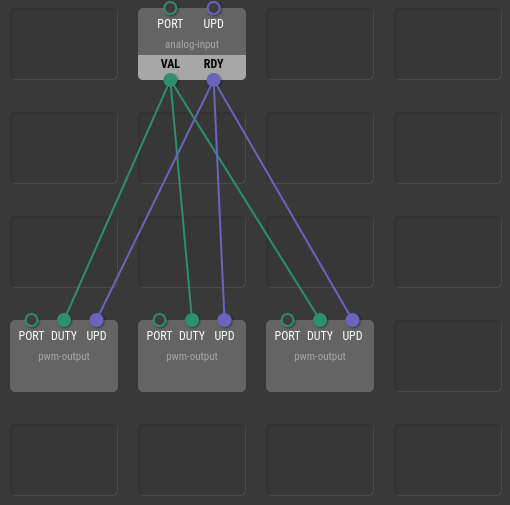 PORT UPD
analog-input
VAL RDY
PORT DUTY UPD
pwm-output
PORT DUTY UPD
pwm-output
PORT DUTY UPD
pwm-output